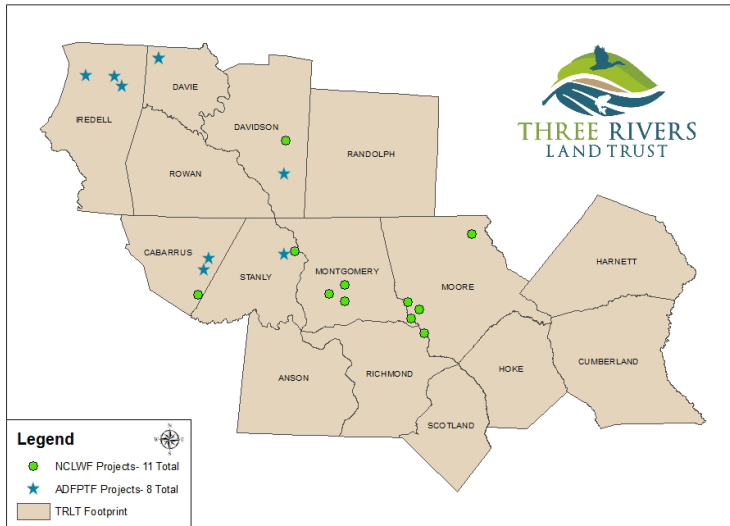 THREE RIVERS
LAND TRUST
DAVIE
IREDELL
DAVIDSON
RANDOLPH
ROWAN
CABARRUS
STANLY
MONTGOMERY
MOORE
HARNETT
ANSON
RICHMOND
HOKE
CUMBERLAND
SCOTLAND
Legend
N
W E
S
NCLWF Projects- 11 Total
ADFPTF Projects- 8 Total
TRLT Footprint